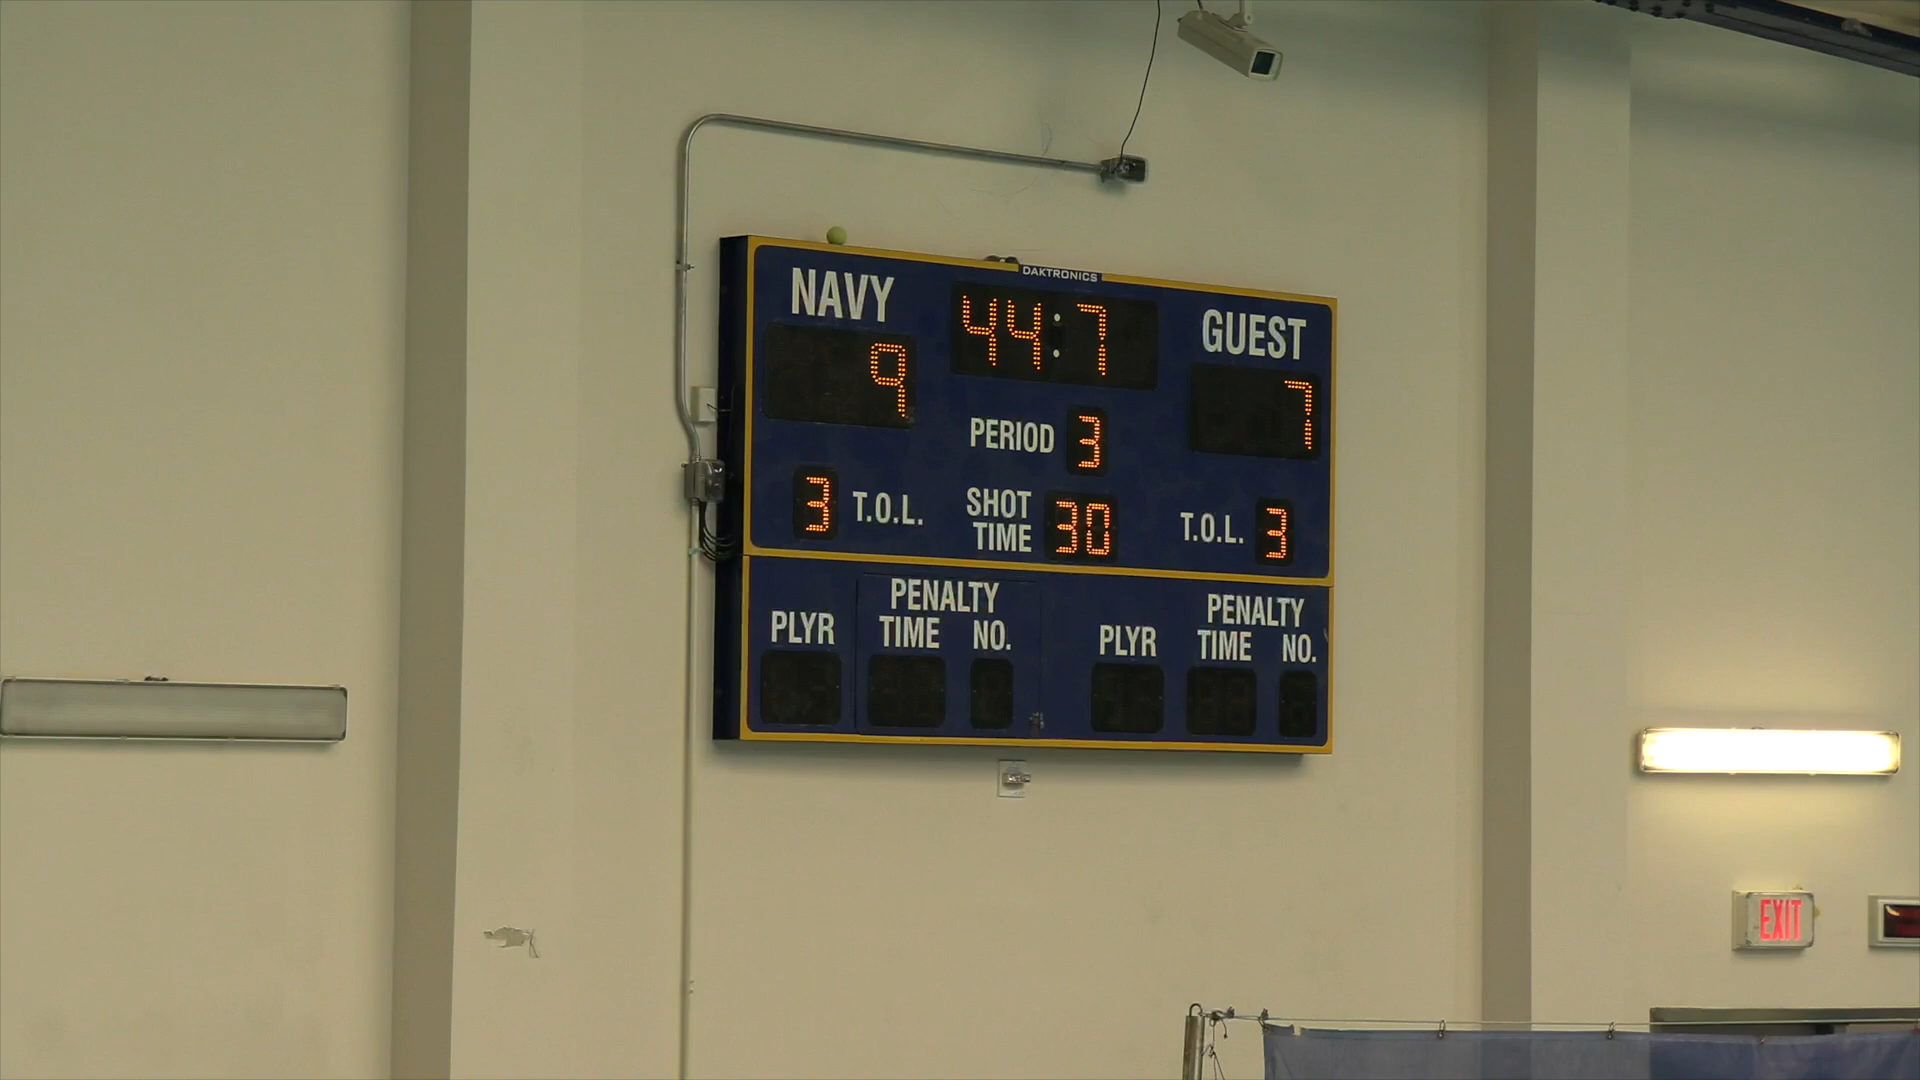 DAKTRONICS
NAVY
44:7
GUEST
9
7
PERIOD 3
3 T.O.L.
SHOT
TIME 30
T.O.L. 3
PLYR
PENALTY
TIME NO.
PLYR
PENALTY
TIME NO.
EXIT